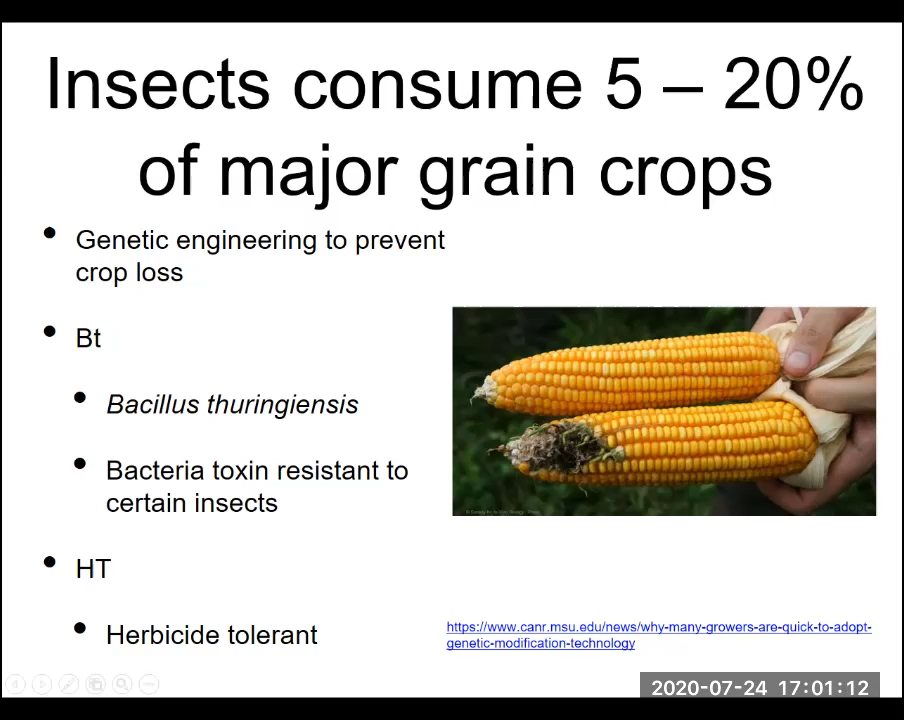 Insects consume 5 – 20%
of major grain crops
• Genetic engineering to prevent
crop loss
• Bt
• Bacillus thuringiensis
• Bacteria toxin resistant to
certain insects
• HT
• Herbicide tolerant
https://www.canr.msu.edu/news/why-many-growers-are-quick-to-adopt-
genetic-modification-technology
2020-07-24 17:01:12